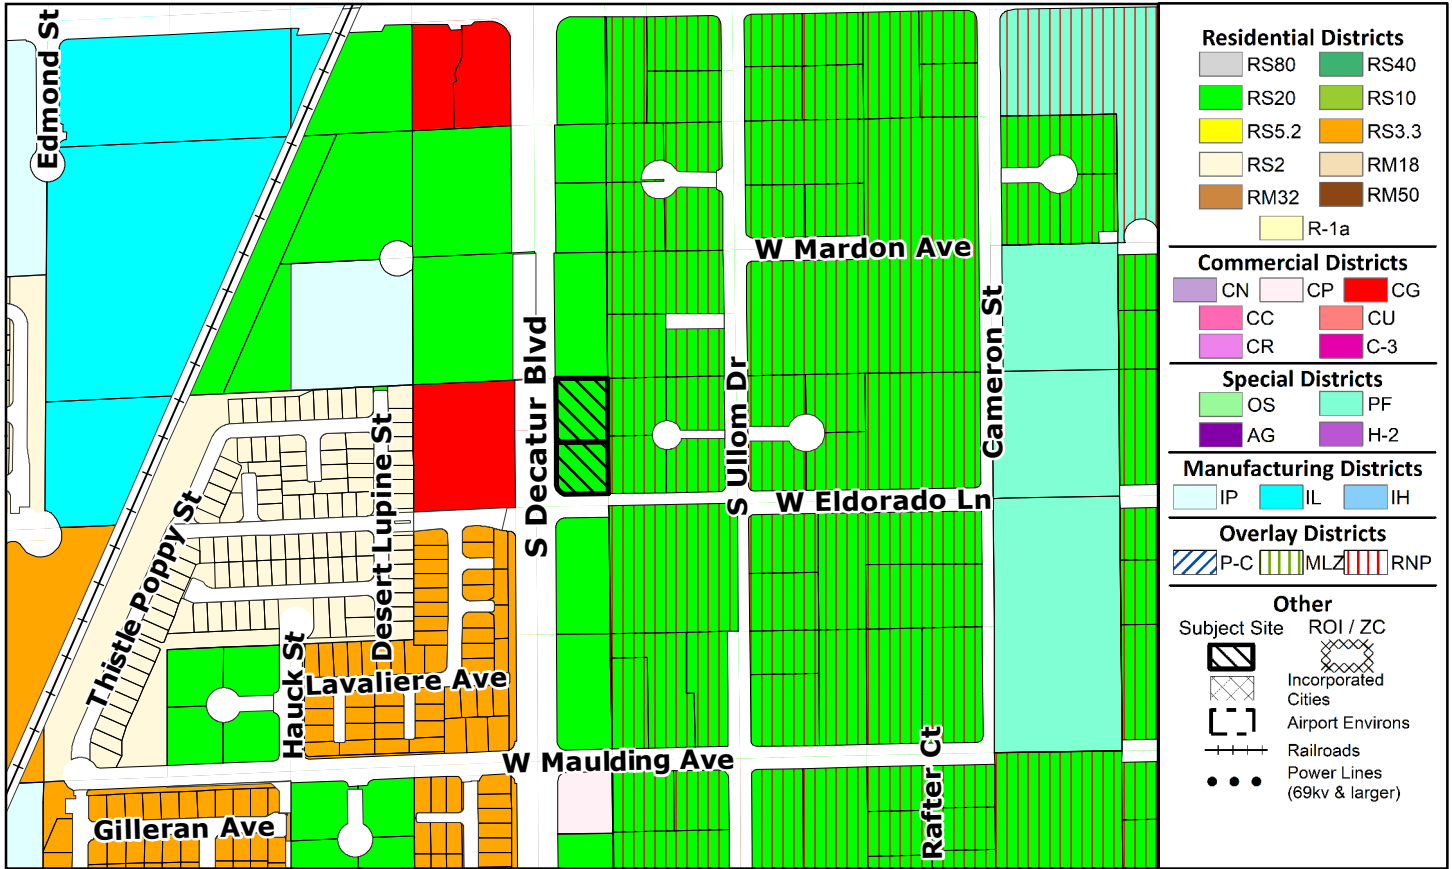 Edmond St
W Mardon Ave
Cameron St
S Decatur Blvd
S Ullom Dr
W Eldorado Ln
Desert Lupine St
Thistle Poppy St
Hauck St
Lavaliere Ave
W Maulding Ave
Rafter Ct
Gilleran Ave
Residential Districts
RS80 RS40
RS20 RS10
RS5.2 RS3.3
RS2 RM18
RM32 RM50
R-1a
Commercial Districts
CN CP CG
CC CU
CR C-3
Special Districts
OS PF
AG H-2
Manufacturing Districts
IP IL IH
Overlay Districts
P-C MLZ RNP
Other
Subject Site ROI / ZC
Incorporated
Cities
Airport Environs
Railroads
Power Lines
(69kv & larger)